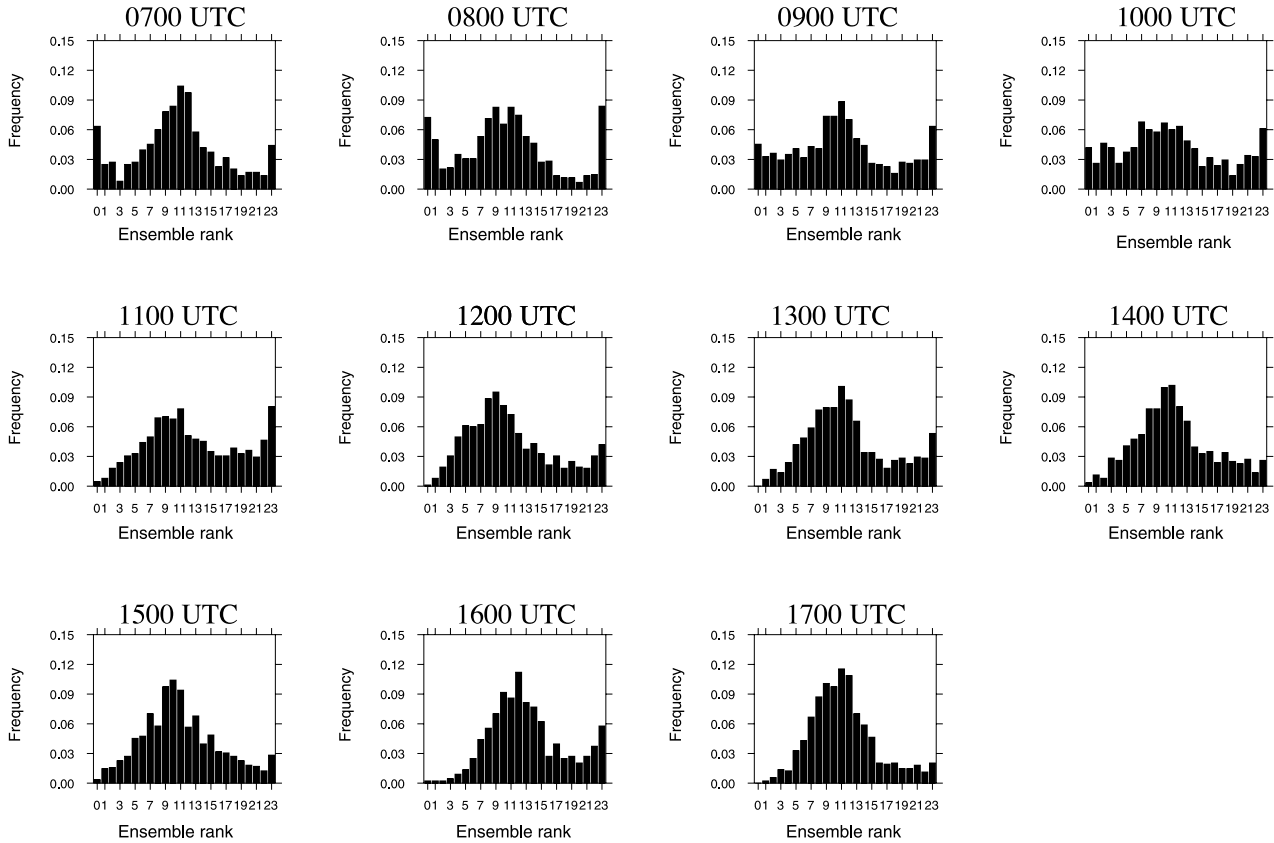 0700 UTC 0800 UTC 0900 UTC 1000 UTC
0.15 0.15 0.15 0.15
0.12 0.12 0.12 0.12
Frequency Frequency Frequency Frequency
0.09 0.09 0.09 0.09
0.06 0.06 0.06 0.06
0.03 0.03 0.03 0.03
0.00 0.00 0.00 0.00
01 3 5 7 9 11 13 15 17 19 21 23 01 3 5 7 9 11 13 15 17 19 21 23 01 3 5 7 9 11 13 15 17 19 21 23 01 3 5 7 9 11 13 15 17 19 21 23
Ensemble rank Ensemble rank Ensemble rank Ensemble rank
1100 UTC 1200 UTC 1300 UTC 1400 UTC
0.15 0.15 0.15 0.15
0.12 0.12 0.12 0.12
Frequency Frequency Frequency Frequency
0.09 0.09 0.09 0.09
0.06 0.06 0.06 0.06
0.03 0.03 0.03 0.03
0.00 0.00 0.00 0.00
01 3 5 7 9 11 13 15 17 19 21 23 01 3 5 7 9 11 13 15 17 19 21 23 01 3 5 7 9 11 13 15 17 19 21 23 01 3 5 7 9 11 13 15 17 19 21 23
Ensemble rank Ensemble rank Ensemble rank Ensemble rank
1500 UTC 1600 UTC 1700 UTC
0.15 0.15 0.15
0.12 0.12 0.12
Frequency Frequency Frequency
0.09 0.09 0.09
0.06 0.06 0.06
0.03 0.03 0.03
0.00 0.00 0.00
01 3 5 7 9 11 13 15 17 19 21 23 01 3 5 7 9 11 13 15 17 19 21 23 01 3 5 7 9 11 13 15 17 19 21 23
Ensemble rank Ensemble rank Ensemble rank